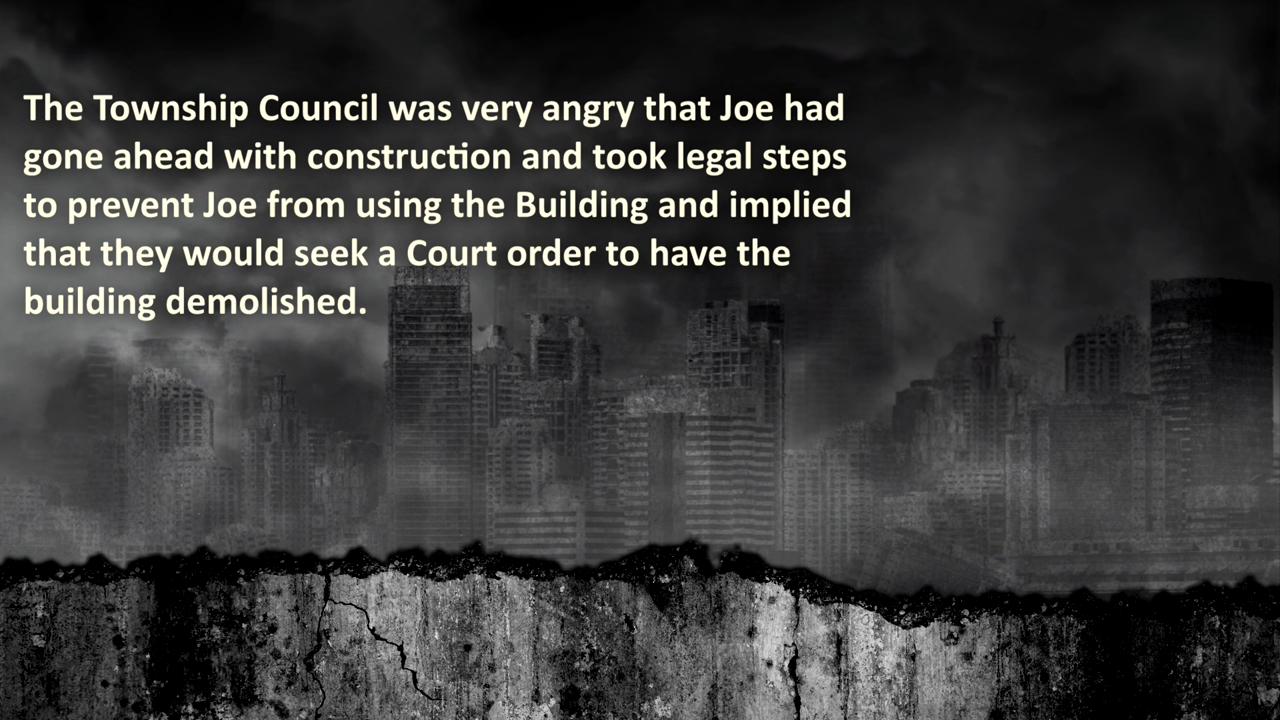 The Township Council was very angry that Joe had
gone ahead with construction and took legal steps
to prevent Joe from using the Building and implied
that they would seek a Court order to have the
building demolished.